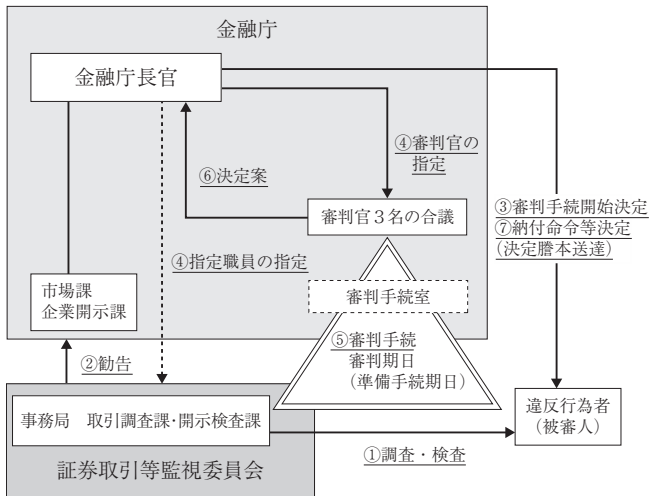 金融庁
金融庁長官
④審判官の
指定
⑥決定案
審判官3名の合議
③審判手続開始決定
⑦納付命令等決定
(決定謄本送達)
④指定職員の指定
市場課
企業開示課
審判手続室
⑤審判手続
審判期日
(準備手続期日)
②勧告
事務局 取引調査課・開示検査課
違反行為者
(被審人)
①調査・検査
証券取引等監視委員会